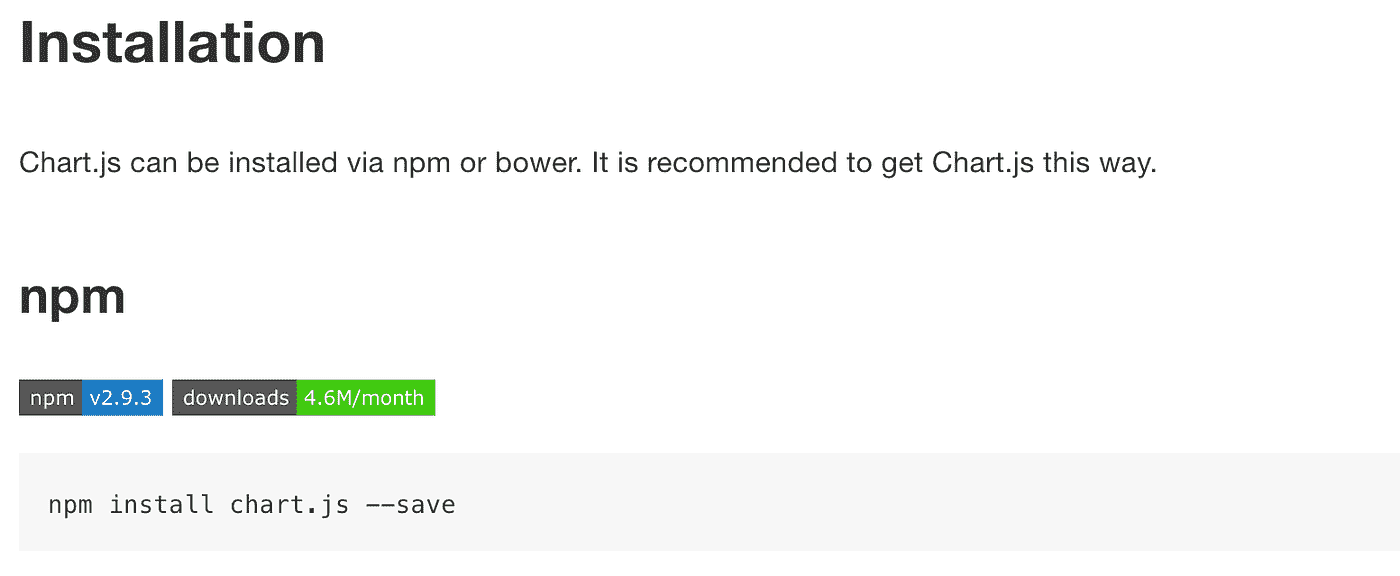 Installation
Chart.js can be installed via npm or bower. It is recommended to get Chart.js this way.
npm
npm v2.9.3 downloads 4.6M/month
npm install chart.js --save